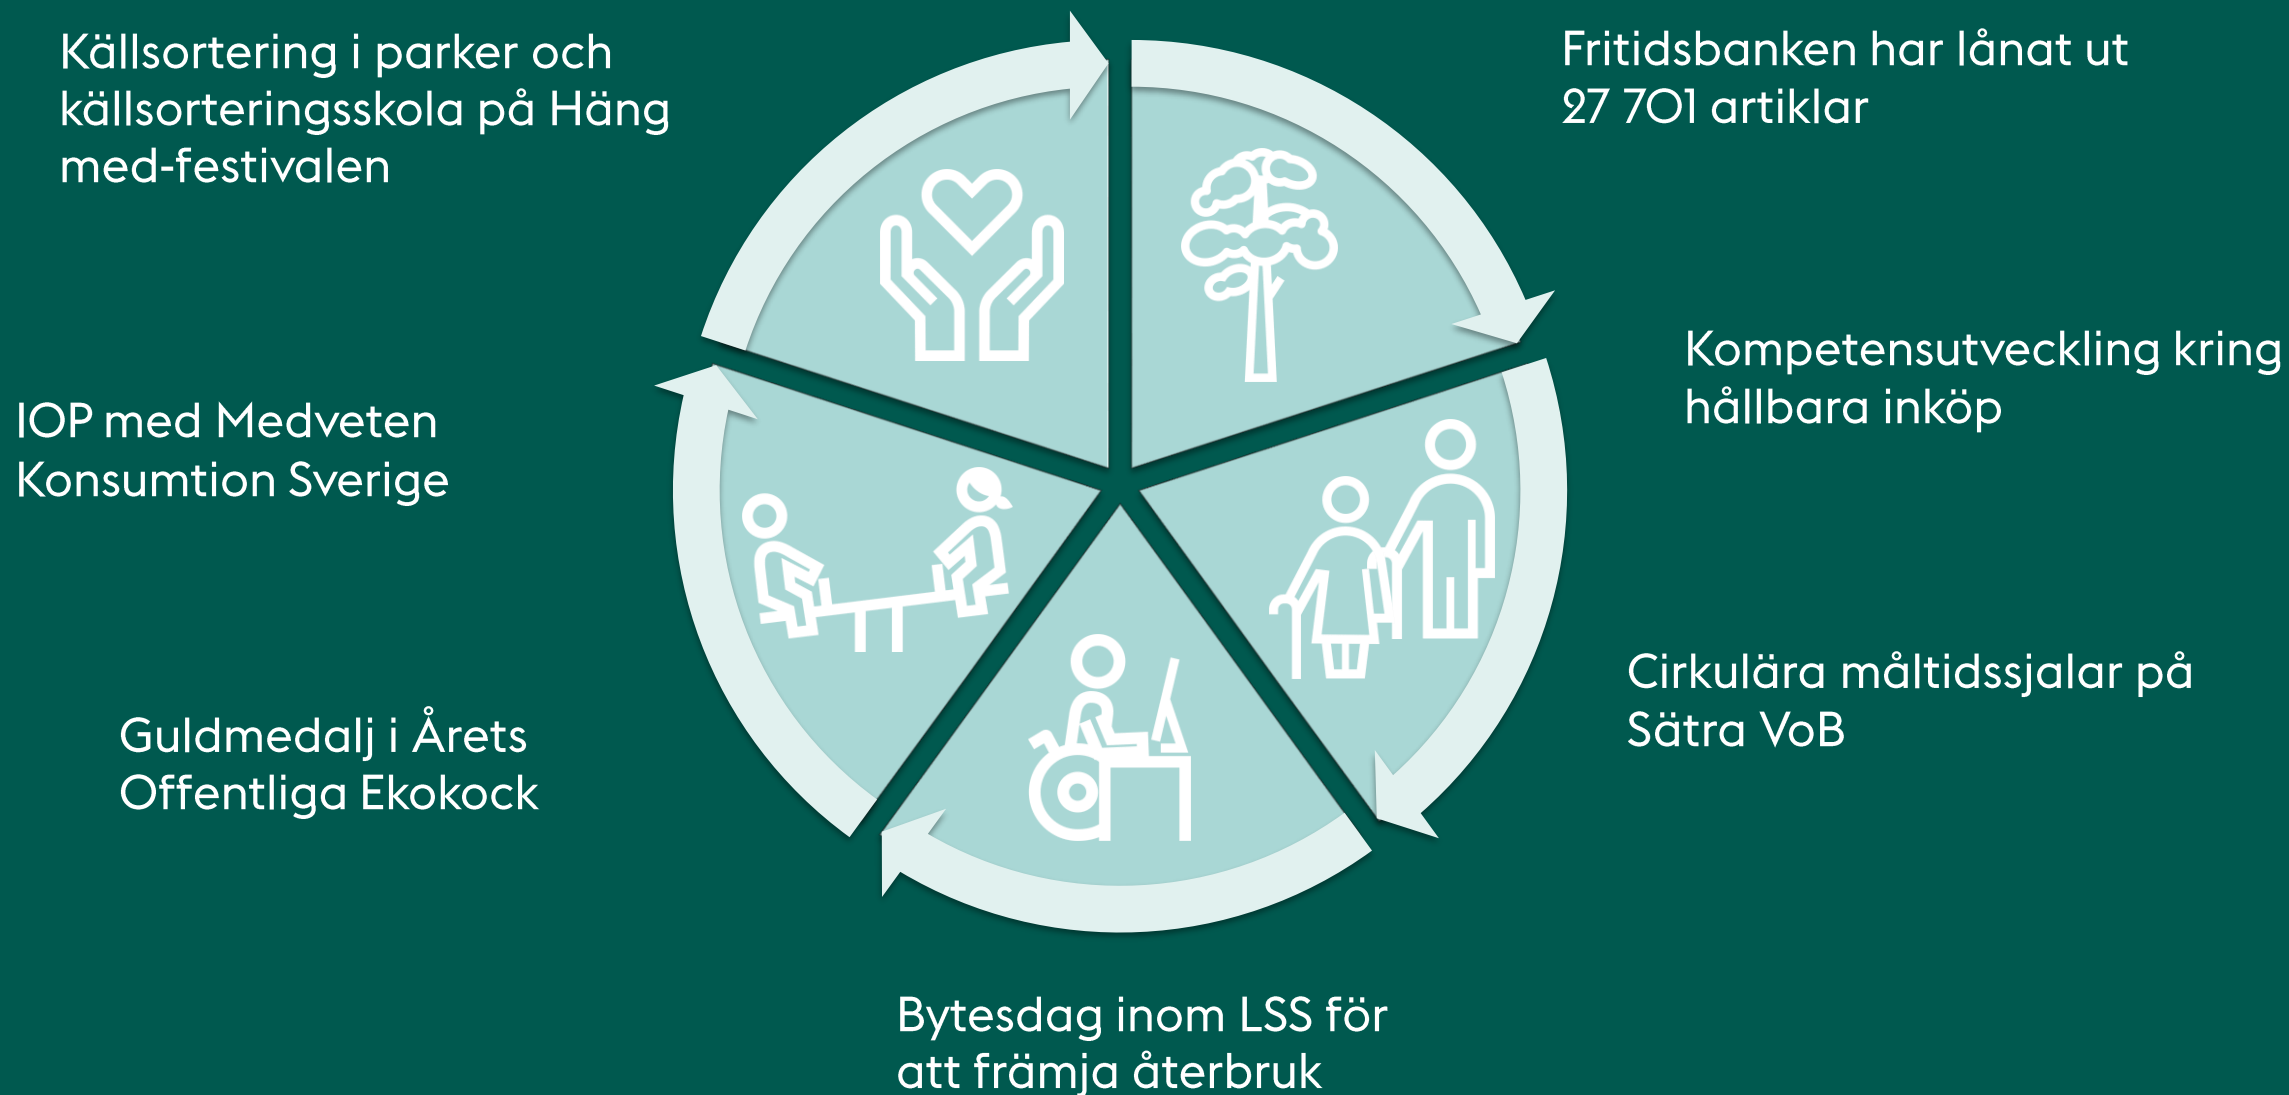 Källsortering i parker och
källsorteringsskola på Häng
med-festivalen
Fritidsbanken har lånat ut
27 701 artiklar
Kompetensutveckling kring
hållbara inköp
IOP med Medveten
Konsumtion Sverige
Cirkulära måltidssjalar på
Sätra VoB
Guldmedalj i Årets
Offentliga Ekokock
Bytesdag inom LSS för
att främja återbruk